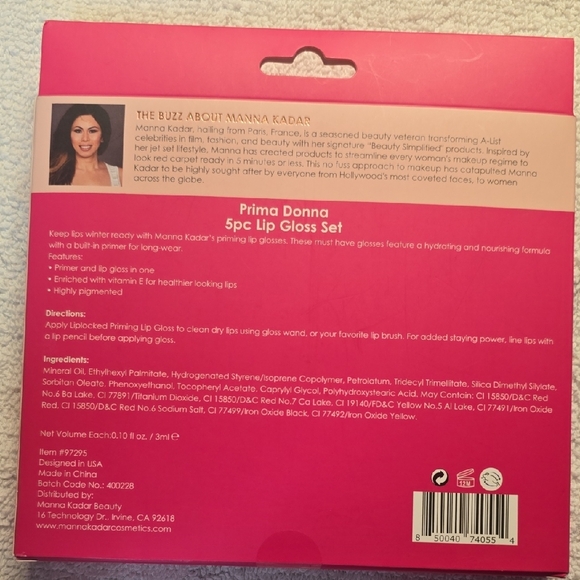 THE BUZZ ABOUT MANNA KADAR
Manna Kadar, hailing from Paris, France, is a seasoned beauty veteran transforming A-List
celebrities in film, fashion, and beauty with her signature "Beauty Simplified" products. Inspired by
her jet set lifestyle, Manna has created products to streamline every woman's makeup regime to
look red carpet ready in 5 minutes or less. This no fuss approach to makeup has catapulted Manna
Kadar to be highly sought after by everyone from Hollywood's most coveted faces, to women
across the globe.
Prima Donna
5pc Lip Gloss Set
Keep lips winter ready with Manna Kadar's priming lip glosses. These must have glosses feature a hydrating and nourishing formula
with a built-in primer for long-wear.
Features:
• Primer and lip gloss in one
• Enriched with vitamin E for healthier looking lips
• Highly pigmented
Directions:
Apply Liplocked Priming Lip Gloss to clean dry lips using gloss wand, or your favorite lip brush. For added staying power, line lips with
a lip pencil before applying gloss.
Ingredients:
Mineral Oil, Ethylhexyl Palmitate, Hydrogenated Styrene/Isoprene Copolymer, Petrolatum, Tridecyl Trimellitate, Silica Dimethyl Silylate,
Sorbitan Oleate, Phenoxyethanol, Tocopheryl Acetate, Caprylyl Glycol, Polyhydroxystearic Acid. May Contain: CI 15850/D&C Red
No.6 Ba Lake, CI 77891/Titanium Dioxide, CI 15850/D&C Red No.7 Ca Lake, CI 19140/FD&C Yellow No.5 Al Lake, CI 77491/Iron Oxide
Red, CI 15850/D&C Red No.6 Sodium Salt, CI 77499/Iron Oxide Black, CI 77492/Iron Oxide Yellow.
Net Volume Each:0.10 fl oz. / 3ml ℮
Item #97295
Designed in USA
Made in China
Batch Code No.: 400228
Distributed by:
Manna Kadar Beauty
16 Technology Dr., Irvine, CA 92618
www.mannakadarcosmetics.com
12M
8 50040 74055 4